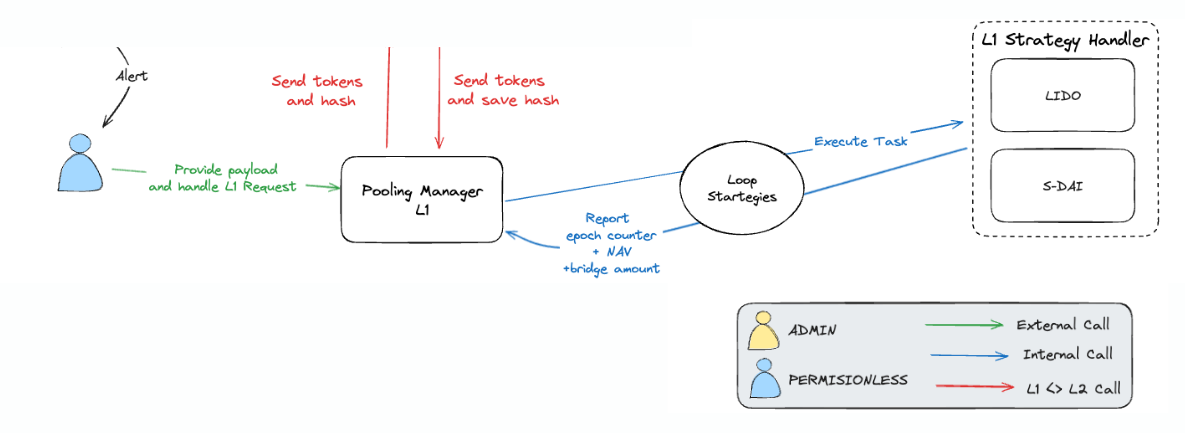 Alert
Send tokens
and hash
Send tokens
and save hash
L1 Strategy Handler
LIDO
S-DAI
Execute Task
Loop
Startegies
Provide payload
and handle L1 Request
Pooling Manager
L1
Report
epoch counter
+ NAV
+bridge amount
ADMIN
PERMISIONLESS
External Call
Internal Call
L1 <> L2 Call